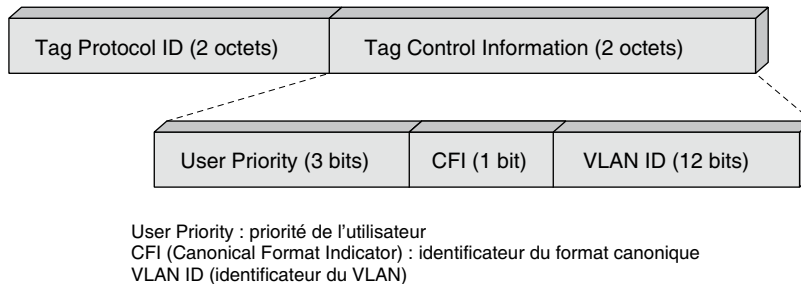 Tag Protocol ID (2 octets) Tag Control Information (2 octets)
User Priority (3 bits) CFI (1 bit) VLAN ID (12 bits)
User Priority : priorité de l’utilisateur
CFI (Canonical Format Indicator) : identificateur du format canonique
VLAN ID (identificateur du VLAN)